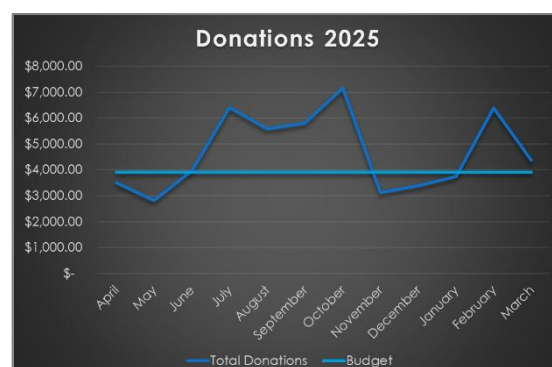 Donations 2025
$8,000.00
$7,000.00
$6,000.00
$5,000.00
$4,000.00
$3,000.00
$2,000.00
$1,000.00
$-
April
May
June
July
August
September
October
November
December
January
February
March
Total Donations
Budget